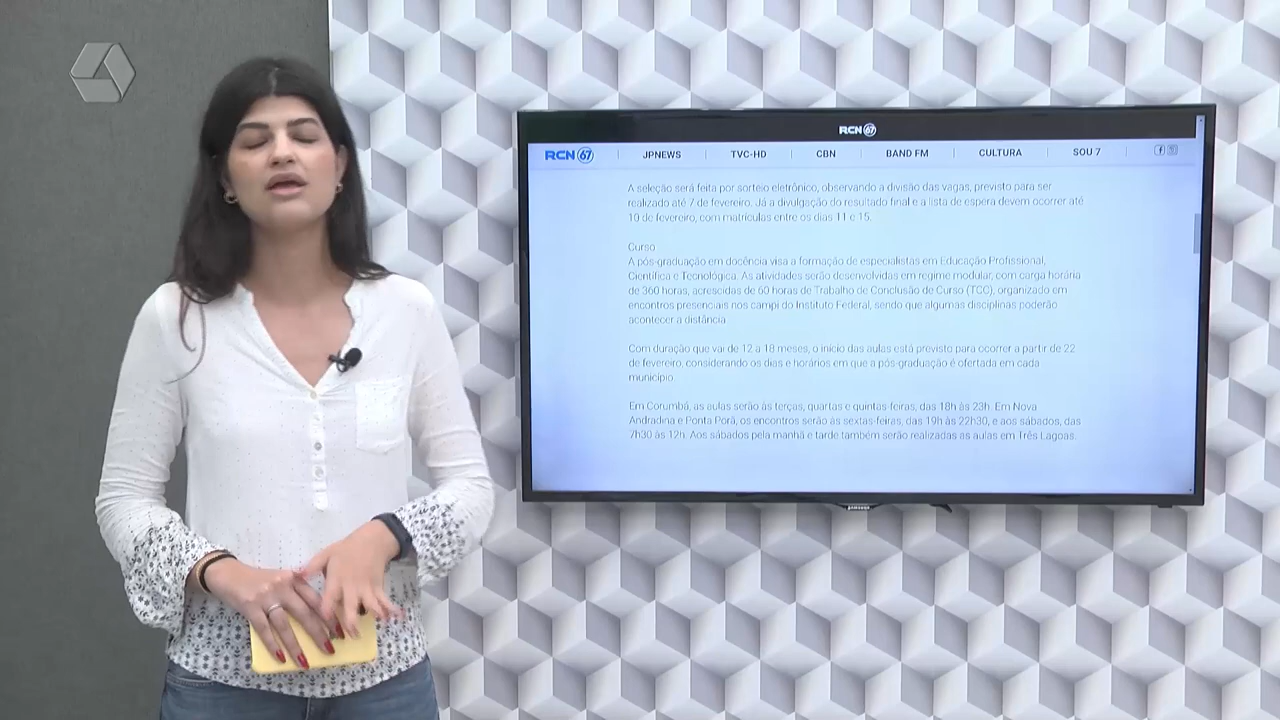 RCN 67
RCN 67 JPNEWS TVC-HD CBN BAND FM CULTURA SOU 7
A seleção será feita por sorteio eletrônico, observando a divisão das vagas, previsto para ser
realizado até 7 de fevereiro. Já a divulgação do resultado final e a lista de espera devem ocorrer até
10 de fevereiro, com matrículas entre os dias 11 e 15.
Curso
A pós-graduação em docência visa a formação de especialistas em Educação Profissional,
Científica e Tecnológica. As atividades serão desenvolvidas em regime modular, com carga horária
de 360 horas, acrescidas de 60 horas de Trabalho de Conclusão de Curso (TCC), organizado em
encontros presenciais nos campi do Instituto Federal, sendo que algumas disciplinas poderão
acontecer a distância
Com duração que vai de 12 a 18 meses, o início das aulas está previsto para ocorrer a partir de 22
de fevereiro, considerando os dias e horários em que a pós-graduação é ofertada em cada
município.
Em Corumbá, as aulas serão às terças, quartas e quintas-feiras, das 18h às 23h. Em Nova
Andradina e Ponta Porã, os encontros serão às sextas-feiras, das 19h às 22h30, e aos sábados, das
7h30 às 12h. Aos sábados pela manhã e tarde também serão realizadas as aulas em Três Lagoas.
SAMSUNG